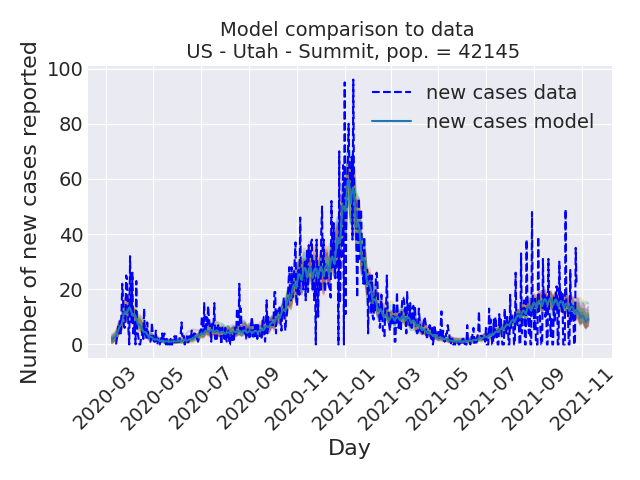 Model comparison to data
US - Utah - Summit, pop. = 42145
Number of new cases reported
100
80
60
40
20
0
new cases data
new cases model
2020-03
2020-05
2020-07
2020-09
2020-11
2021-01
2021-03
2021-05
2021-07
2021-09
2021-11
Day